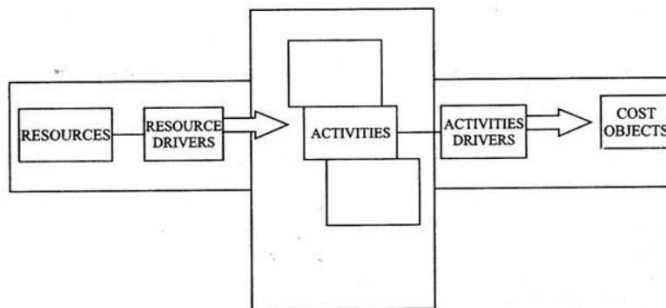 RESOURCES
RESOURCE
DRIVERS
ACTIVITIES
ACTIVITIES
DRIVERS
COST
OBJECTS